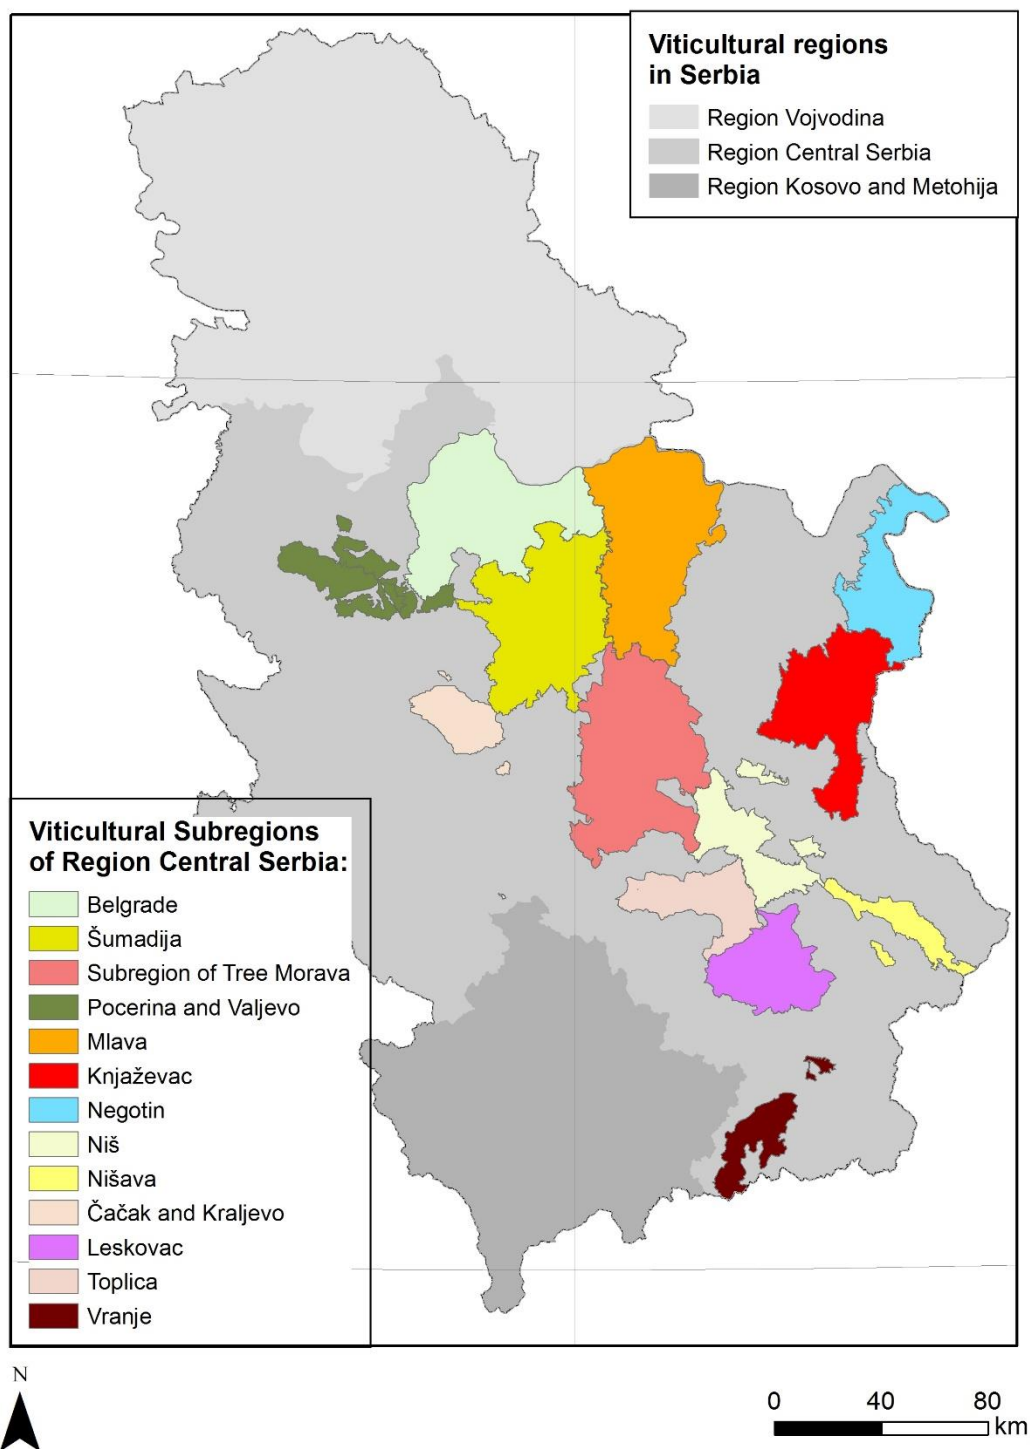 Viticultural regions
in Serbia
Region Vojvodina
Region Central Serbia
Region Kosovo and Metohija
Viticultural Subregions
of Region Central Serbia:
Belgrade
Šumadija
Subregion of Tree Morava
Pocerina and Valjevo
Mlava
Knjaževac
Negotin
Niš
Nišava
Čačak and Kraljevo
Leskovac
Toplica
Vranje
N
0 40 80
km